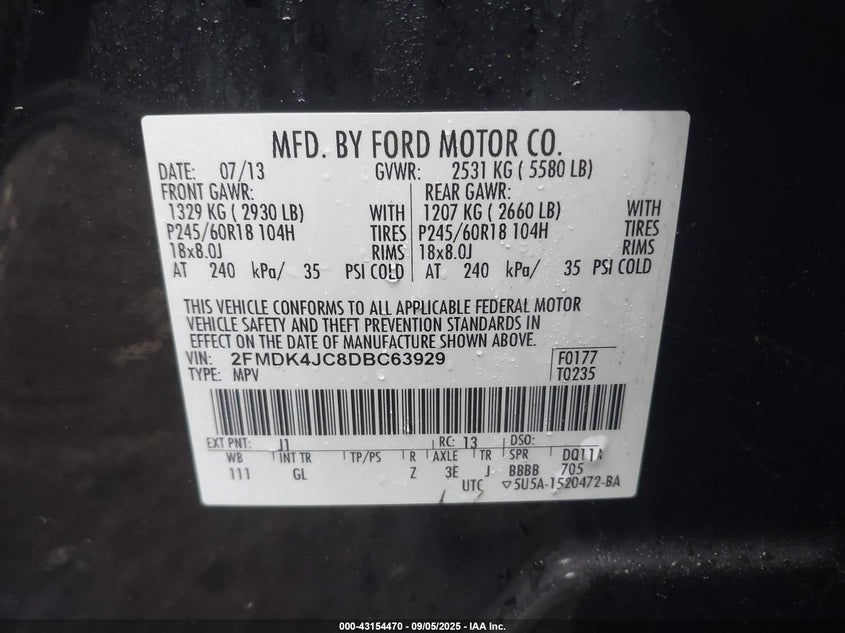 MFD. BY FORD MOTOR CO.
DATE: 07/13 GVWR: 2531 KG ( 5580 LB)
FRONT GAWR: REAR GAWR:
1329 KG ( 2930 LB) WITH 1207 KG ( 2660 LB) WITH
P245/60R18 104H TIRES P245/60R18 104H TIRES
18x8.0J RIMS 18x8.0J RIMS
AT 240 kPa/ 35 PSI COLD AT 240 kPa/ 35 PSI COLD
THIS VEHICLE CONFORMS TO ALL APPLICABLE FEDERAL MOTOR
VEHICLE SAFETY AND THEFT PREVENTION STANDARDS IN
EFFECT ON THE DATE OF MANUFACTURE SHOWN ABOVE.
VIN: 2FMDK4JC8DBC63929 F0177
TYPE: MPV T0235
EXT PNT: J1 RC: 13 DSO:
WB INT TR TP/PS R AXLE TR SPR DQ11A
111 GL Z 3E J BBBB 705
UTC ▽5U5A-1520472-BA
000-43154470 - 09/05/2025 - IAA Inc.